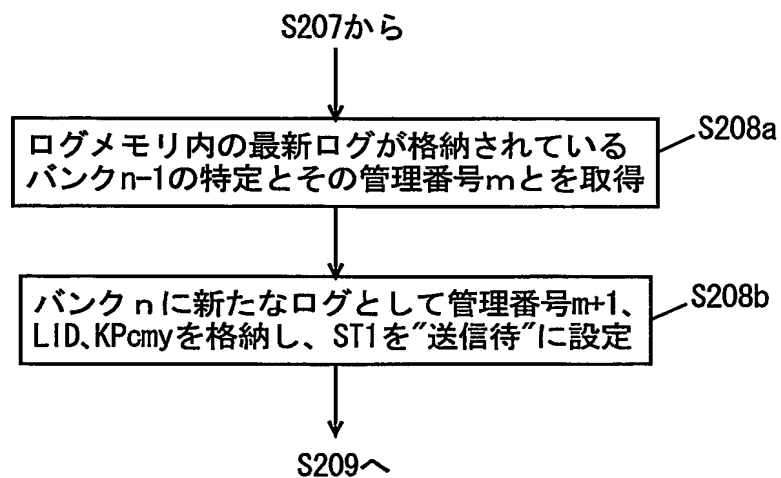 S207から
ログメモリ内の最新ログが格納されている
バンクn-1の特定とその管理番号mとを取得
S208a
バンクnに新たなログとして管理番号m+1、
LID、KPcmyを格納し、ST1を"送信待"に設定
S208b
S209へ